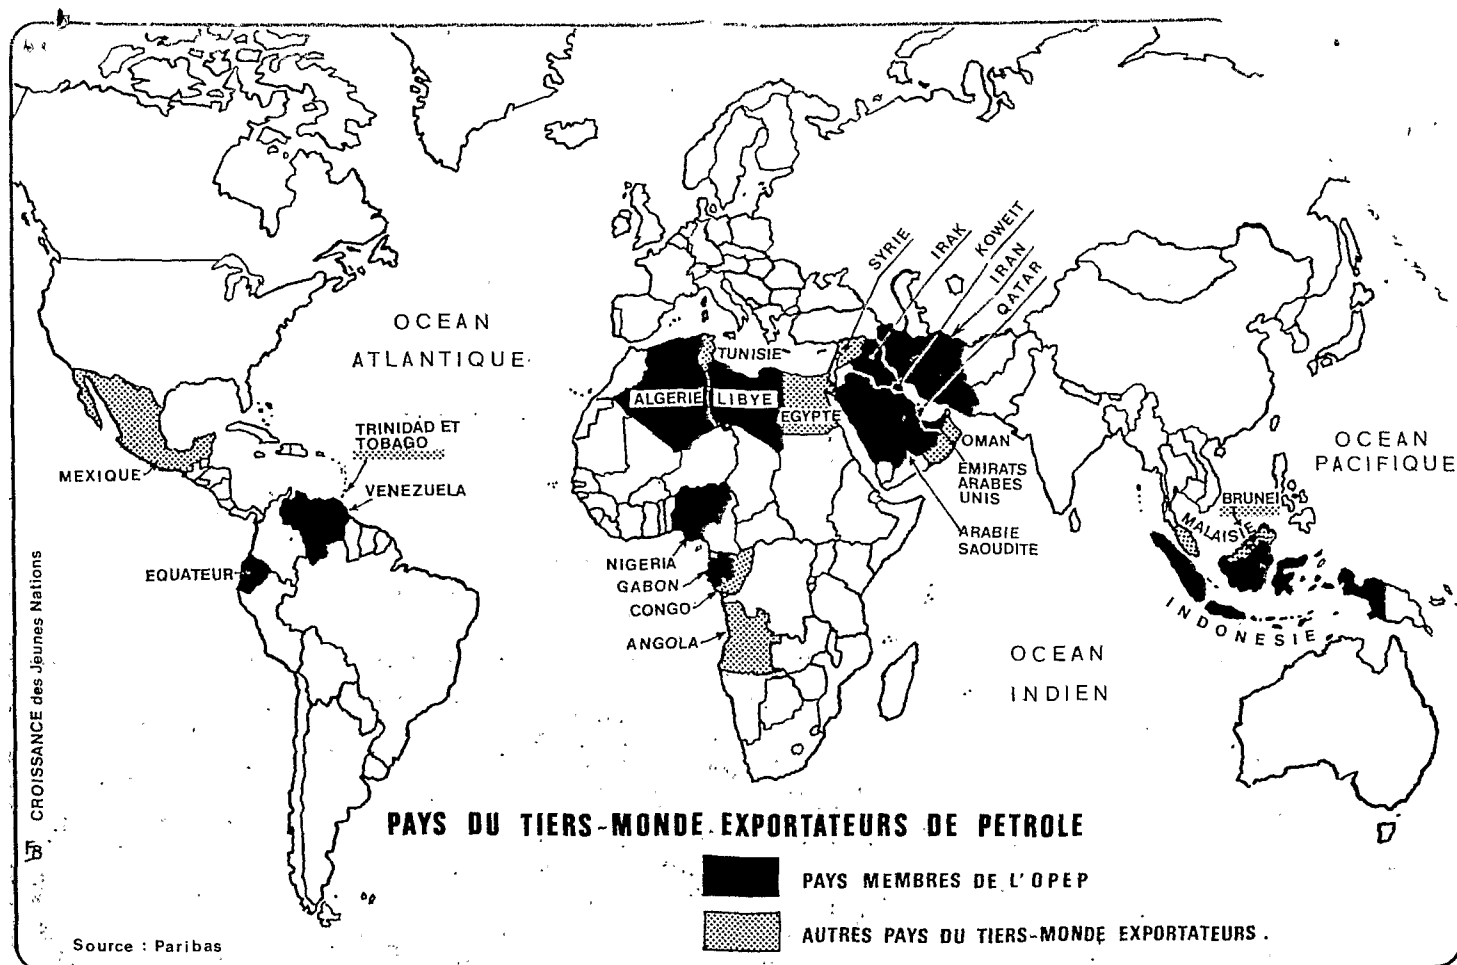 SYRIE
IRAK
KOWEIT
IRAN
QATAR
OCEAN
ATLANTIQUE
TUNISIE
ALGERIE
LIBYE
EGYPTE
OMAN
EMIRATS
ARABES
UNIS
ARABIE
SAOUDITE
MEXIQUE
TRINIDAD ET
TOBAGO
VENEZUELA
EQUATEUR
NIGERIA
GABON
CONGO
ANGOLA
OCEAN
PACIFIQUE
BRUNEI
MALAISIE
INDONESIE
OCEAN
INDIEN
CROISSANCE des Jeunes Nations
FB
PAYS DU TIERS-MONDE EXPORTATEURS DE PETROLE
PAYS MEMBRES DE L'OPEP
AUTRES PAYS DU TIERS-MONDE EXPORTATEURS.
Source : Paribas